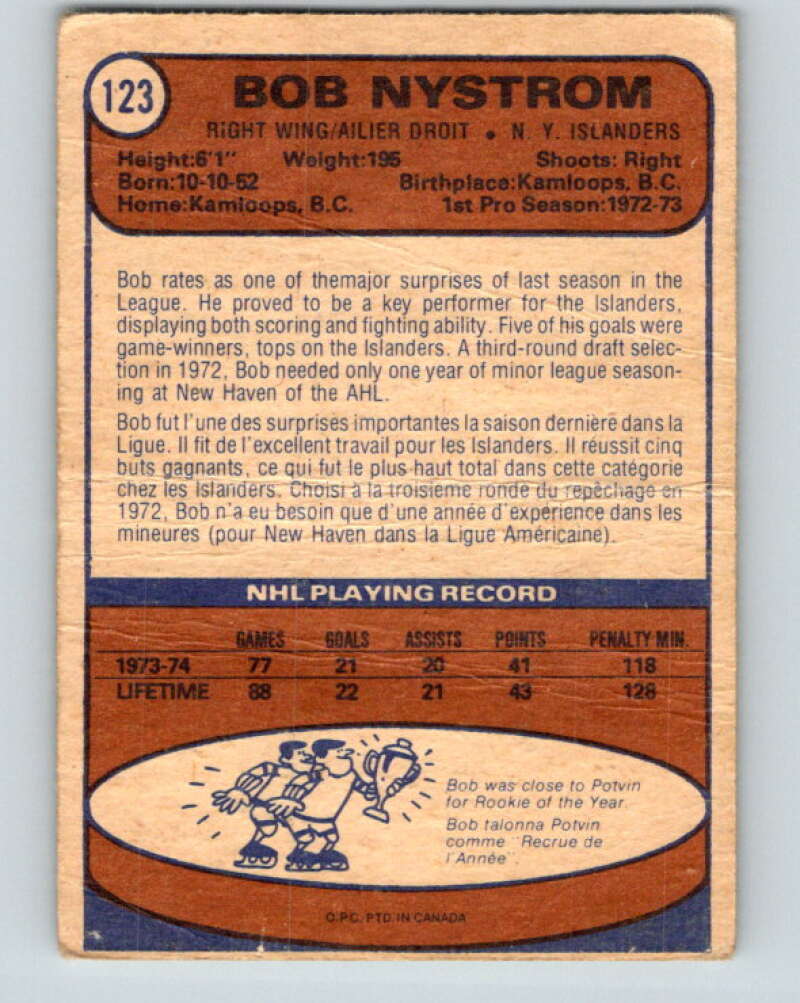 123
BOB NYSTROM
RIGHT WING/AILIER DROIT • N. Y. ISLANDERS
Height:6'1" Weight:195 Shoots: Right
Born:10-10-52 Birthplace:Kamloops, B.C.
Home:Kamloops, B.C. 1st Pro Season:1972-73
Bob rates as one of themajor surprises of last season in the
League. He proved to be a key performer for the Islanders,
displaying both scoring and fighting ability. Five of his goals were
game-winners, tops on the Islanders. A third-round draft selec-
tion in 1972, Bob needed only one year of minor league season-
ing at New Haven of the AHL.
Bob fut l'une des surprises importantes la saison dernière dans la
Ligue. Il fit de l'excellent travail pour les Islanders. Il réussit cinq
buts gagnants, ce qui fut le plus haut total dans cette catégorie
chez les Islanders. Choisi à la troisième ronde du repêchage en
1972, Bob n'a eu besoin que d'une année d'expérience dans les
mineures (pour New Haven dans la Ligue Américaine).
NHL PLAYING RECORD
GAMES GOALS ASSISTS POINTS PENALTY MIN.
1973-74 77 21 20 41 118
LIFETIME 88 22 21 43 128
Bob was close to Potvin
for Rookie of the Year.
Bob talonna Potvin
comme "Recrue de
l'Année".
O.P.C. PTD. IN CANADA